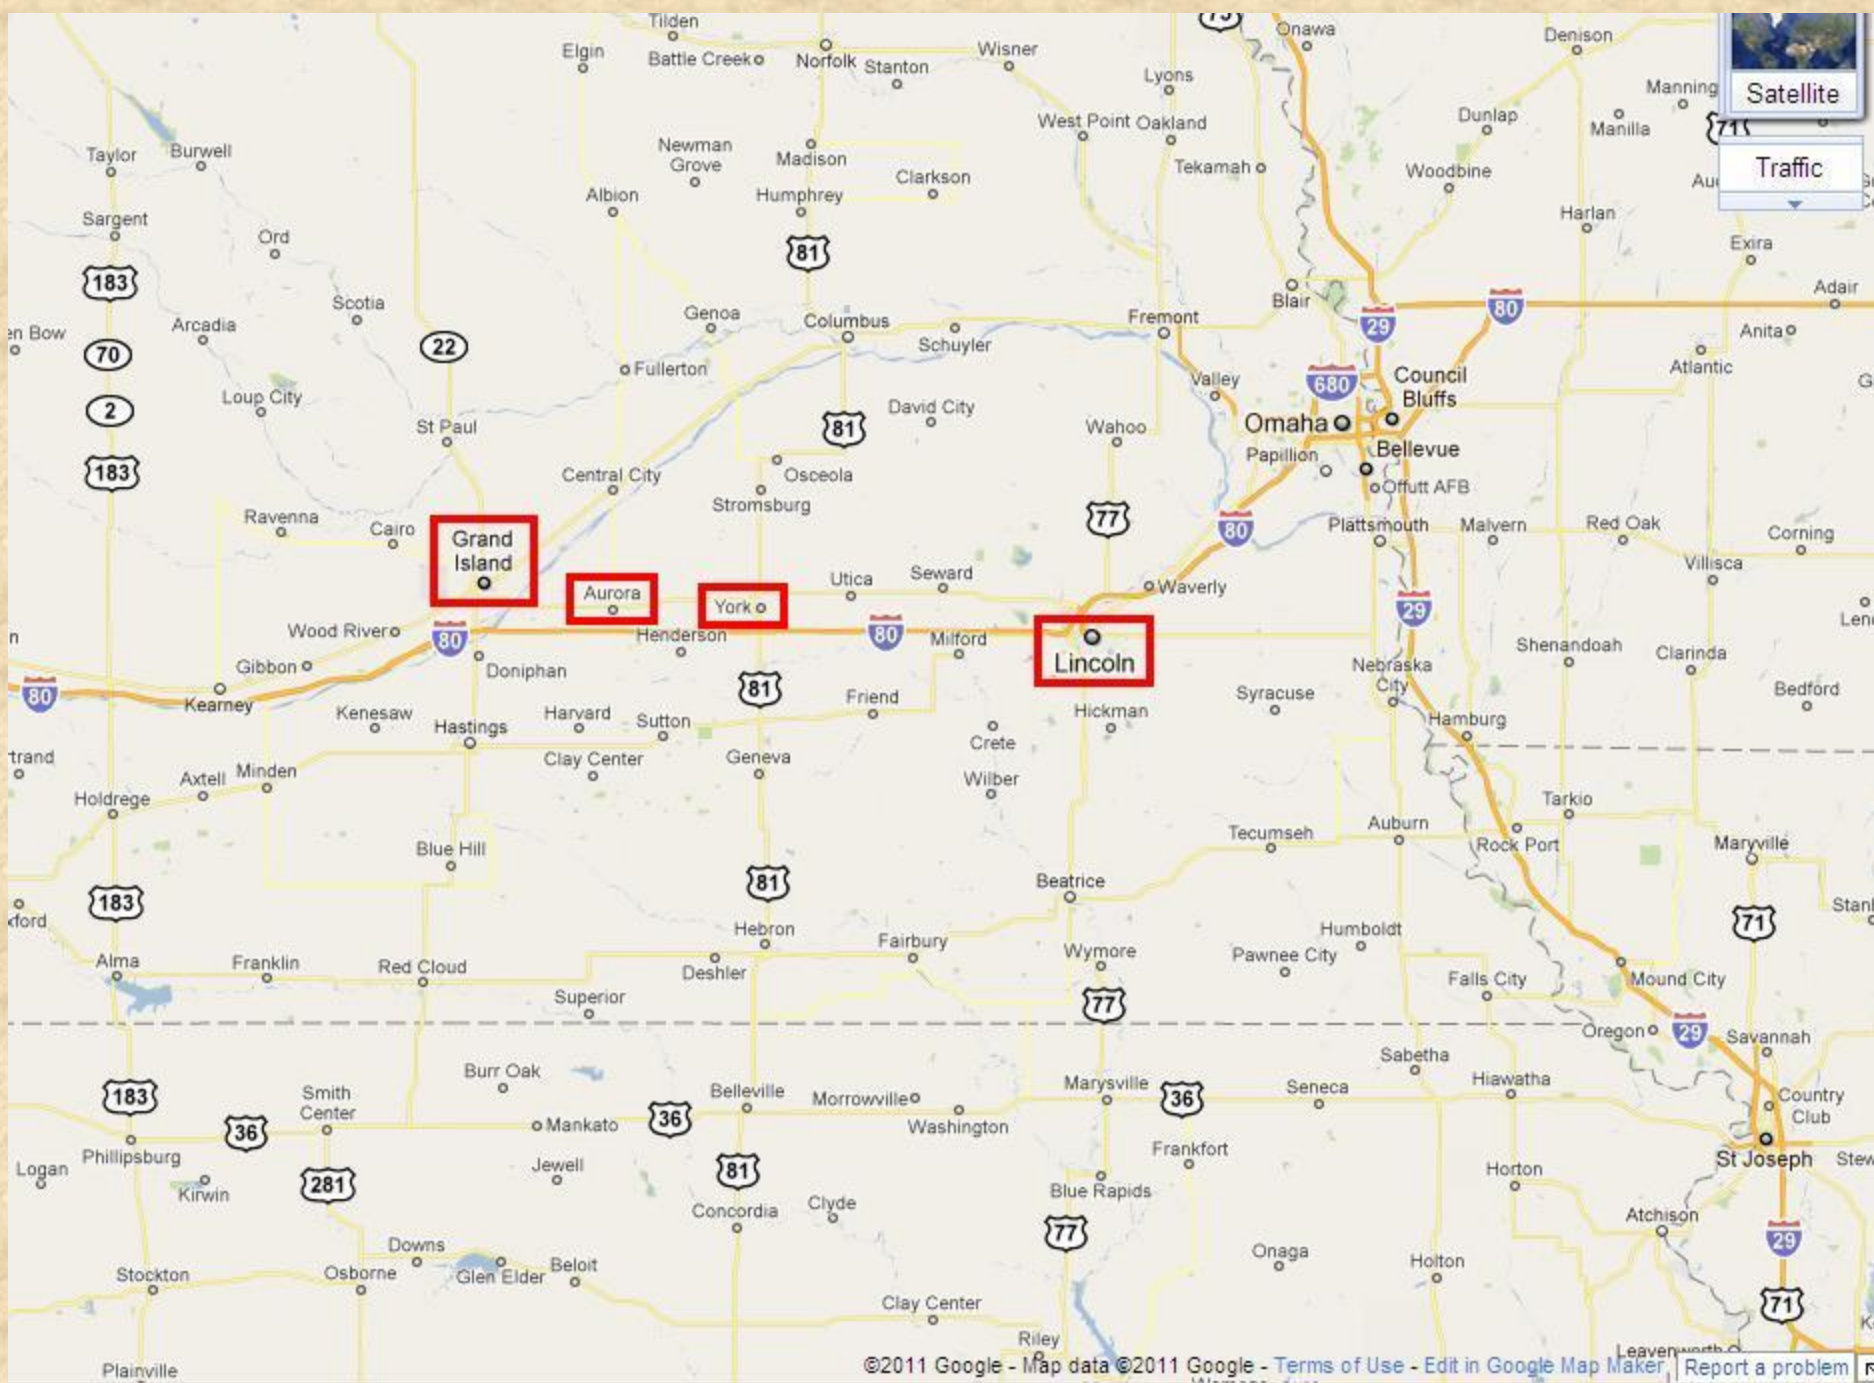 Tilden
75
Onawa
Denison
Elgin
Battle Creek
Norfolk
Stanton
Wisner
Lyons
Manning
Satellite
West Point
Oakland
Dunlap
Manilla
71
Taylor
Burwell
Newman
Grove
Madison
Tekamah
Woodbine
Traffic
Albion
Humphrey
Clarkson
Sargent
Ord
81
Harlan
Exira
183
Scotia
Blair
Adair
en Bow
Arcadia
Genoa
Columbus
Schuyler
Fremont
29
80
Anita
70
22
Fullerton
Valley
680
Council
Bluffs
Atlantic
Loup City
2
St Paul
81
David City
Wahoo
Omaha
Papillion
Bellevue
Offutt AFB
183
Central City
Osceola
Stromsburg
Ravenna
Cairo
Grand
Island
77
80
Plattsmouth
Malvern
Red Oak
Corning
Villisca
Aurora
York
Utica
Seward
Waverly
29
Wood River
80
Henderson
80
Milford
Lincoln
Gibbon
Doniphan
Nebraska
City
Shenandoah
Clarinda
80
Kearney
81
Friend
Syracuse
Bedford
Kenesaw
Hastings
Harvard
Sutton
Crete
Hickman
Hamburg
trand
Axtell
Minden
Clay Center
Geneva
Wilber
Holdrege
Tarkio
Blue Hill
Tecumseh
Auburn
Rock Port
Maryville
183
81
Beatrice
71
xford
Hebron
Fairbury
Humboldt
Alma
Franklin
Red Cloud
Deshler
Wymore
Pawnee City
Falls City
Mound City
Superior
77
Oregon
29
Savannah
183
Smith
Center
Burr Oak
Belleville
Morrowville
Marysville
Sabetha
Seneca
Hiawatha
Country
Club
36
Mankato
36
Washington
36
Phillipsburg
Frankfort
St Joseph
Logan
Kirwin
281
Jewell
81
Blue Rapids
Horton
Concordia
Clyde
77
Atchison
Downs
Onaga
29
Stockton
Osborne
Glen Elder
Beloit
Holton
Clay Center
71
Riley
Leavenworth
Plainville
©2011 Google - Map data ©2011 Google - Terms of Use - Edit in Google Map Maker
Report a problem